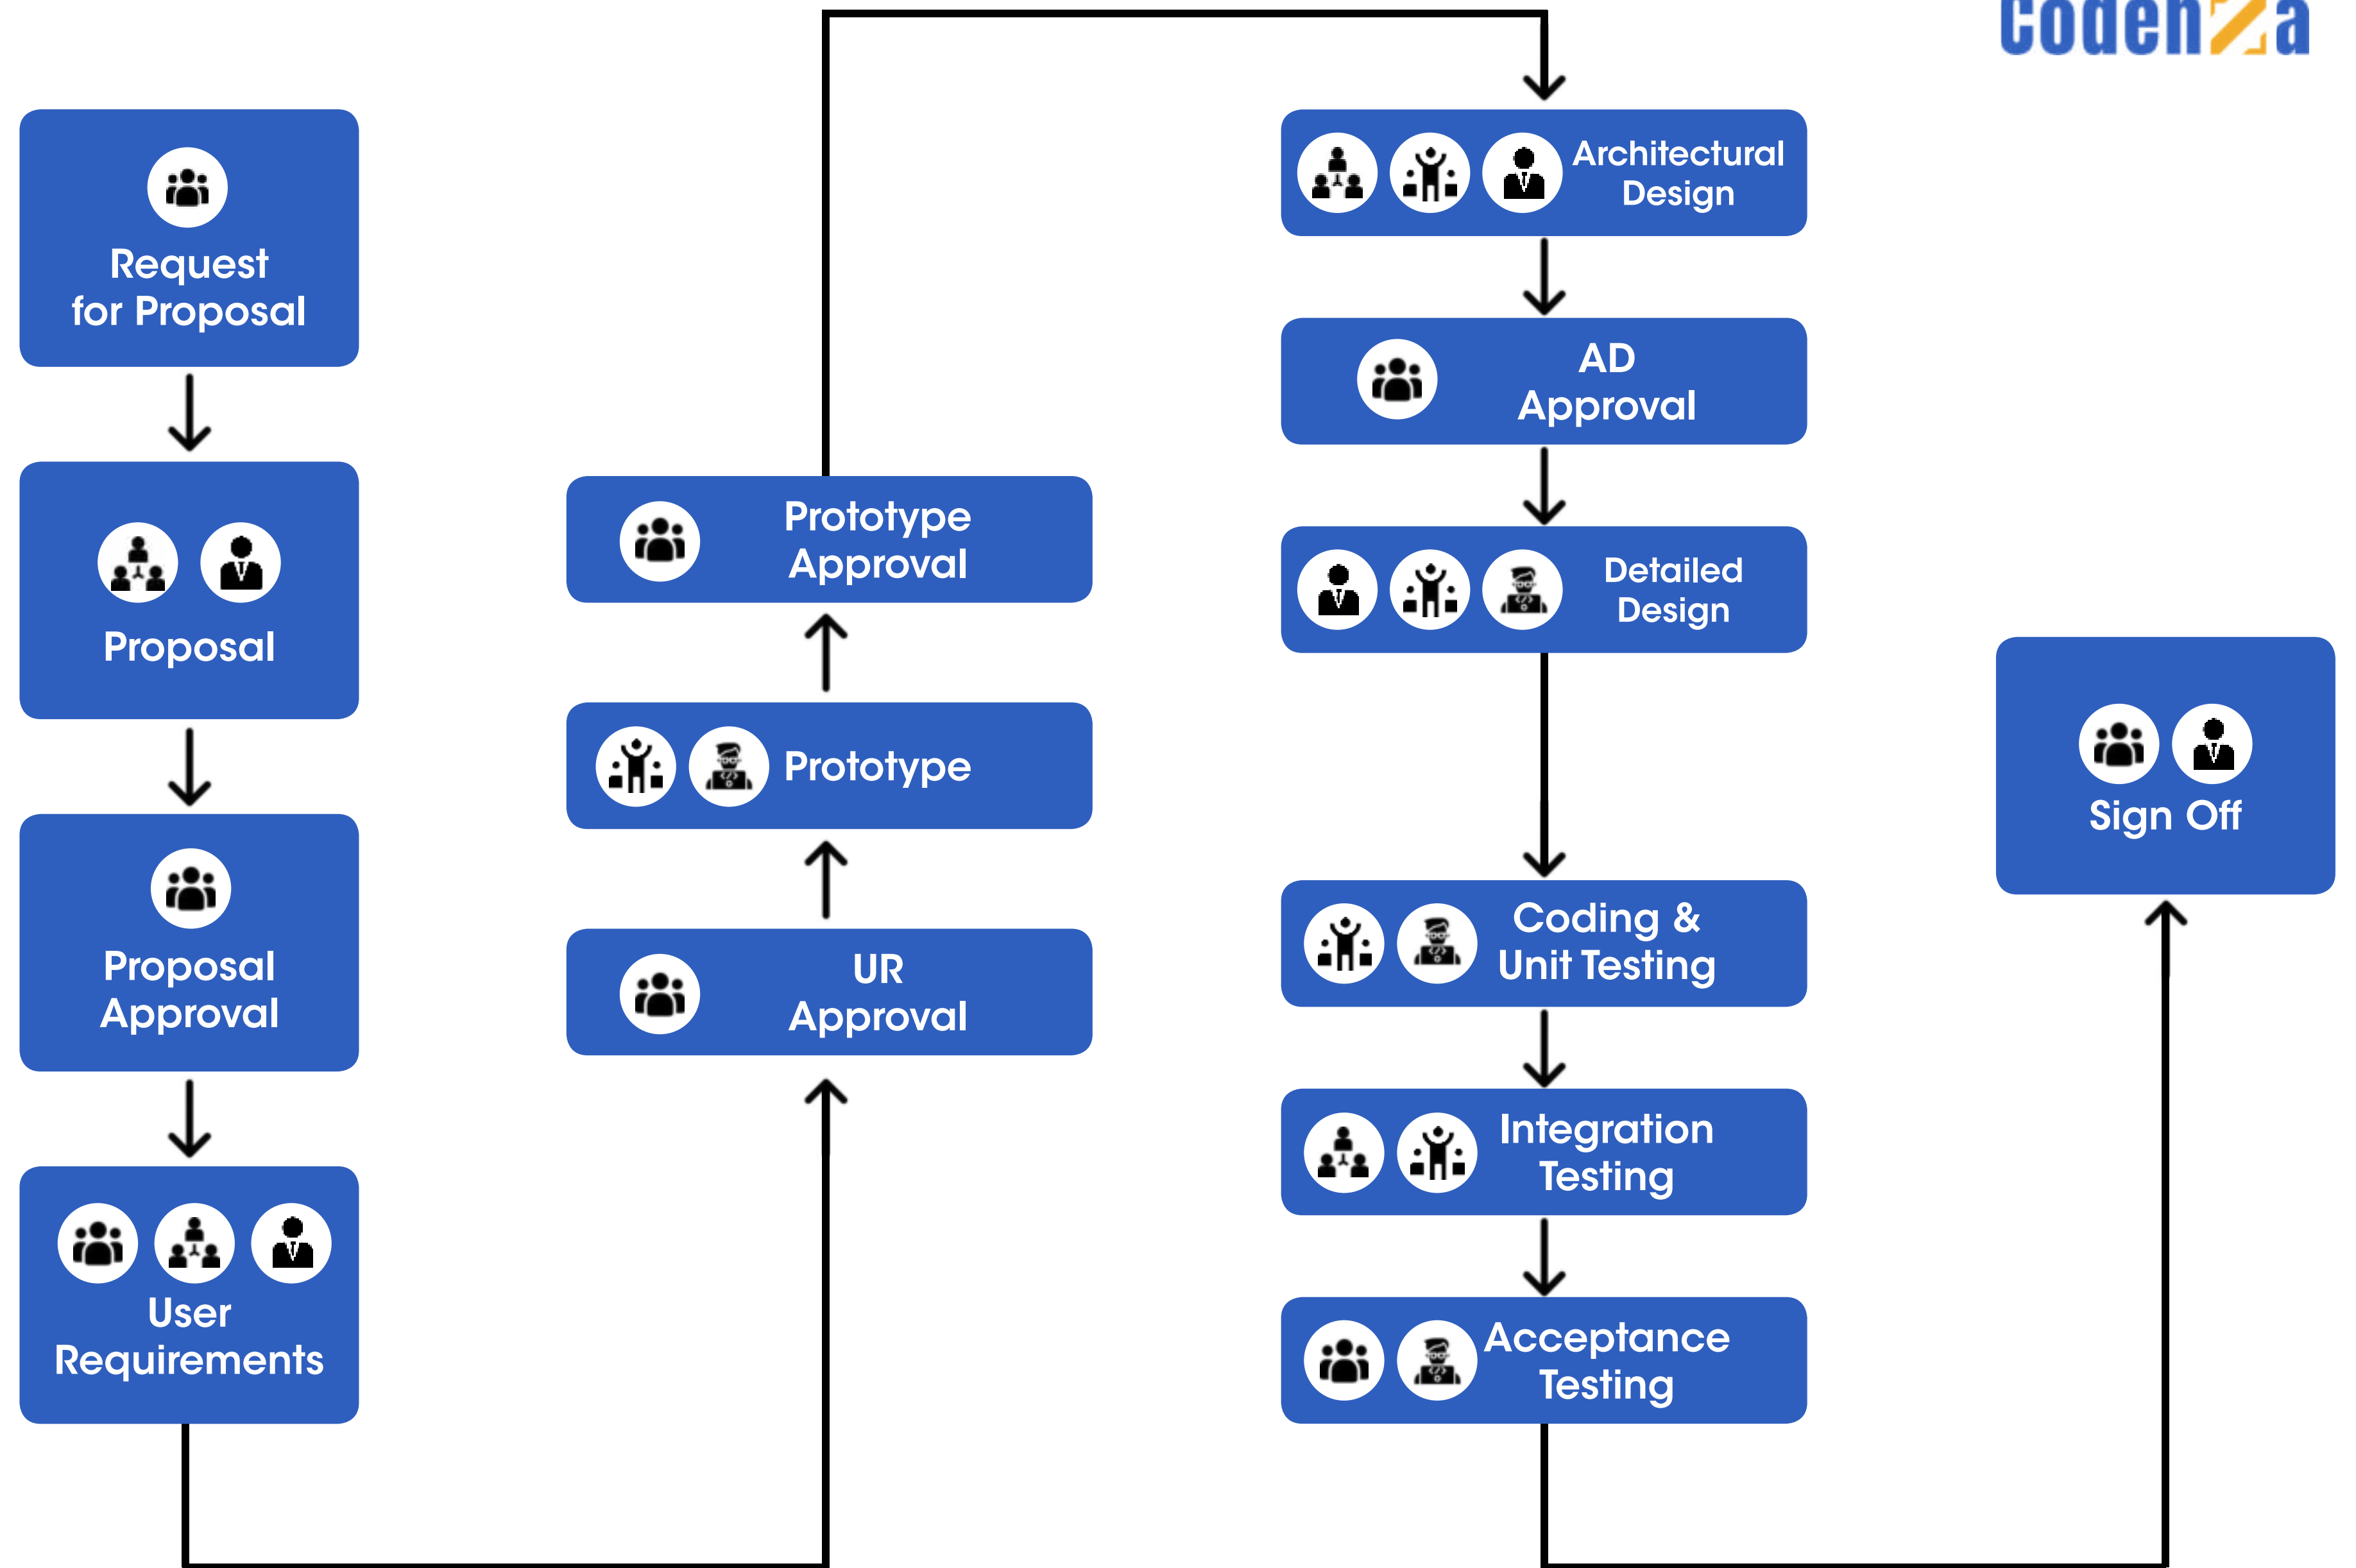 Codenza
Request
for Proposal
Proposal
Proposal
Approval
User
Requirements
UR
Approval
Prototype
Prototype
Approval
Architectural
Design
AD
Approval
Detailed
Design
Coding &
Unit Testing
Integration
Testing
Acceptance
Testing
Sign Off